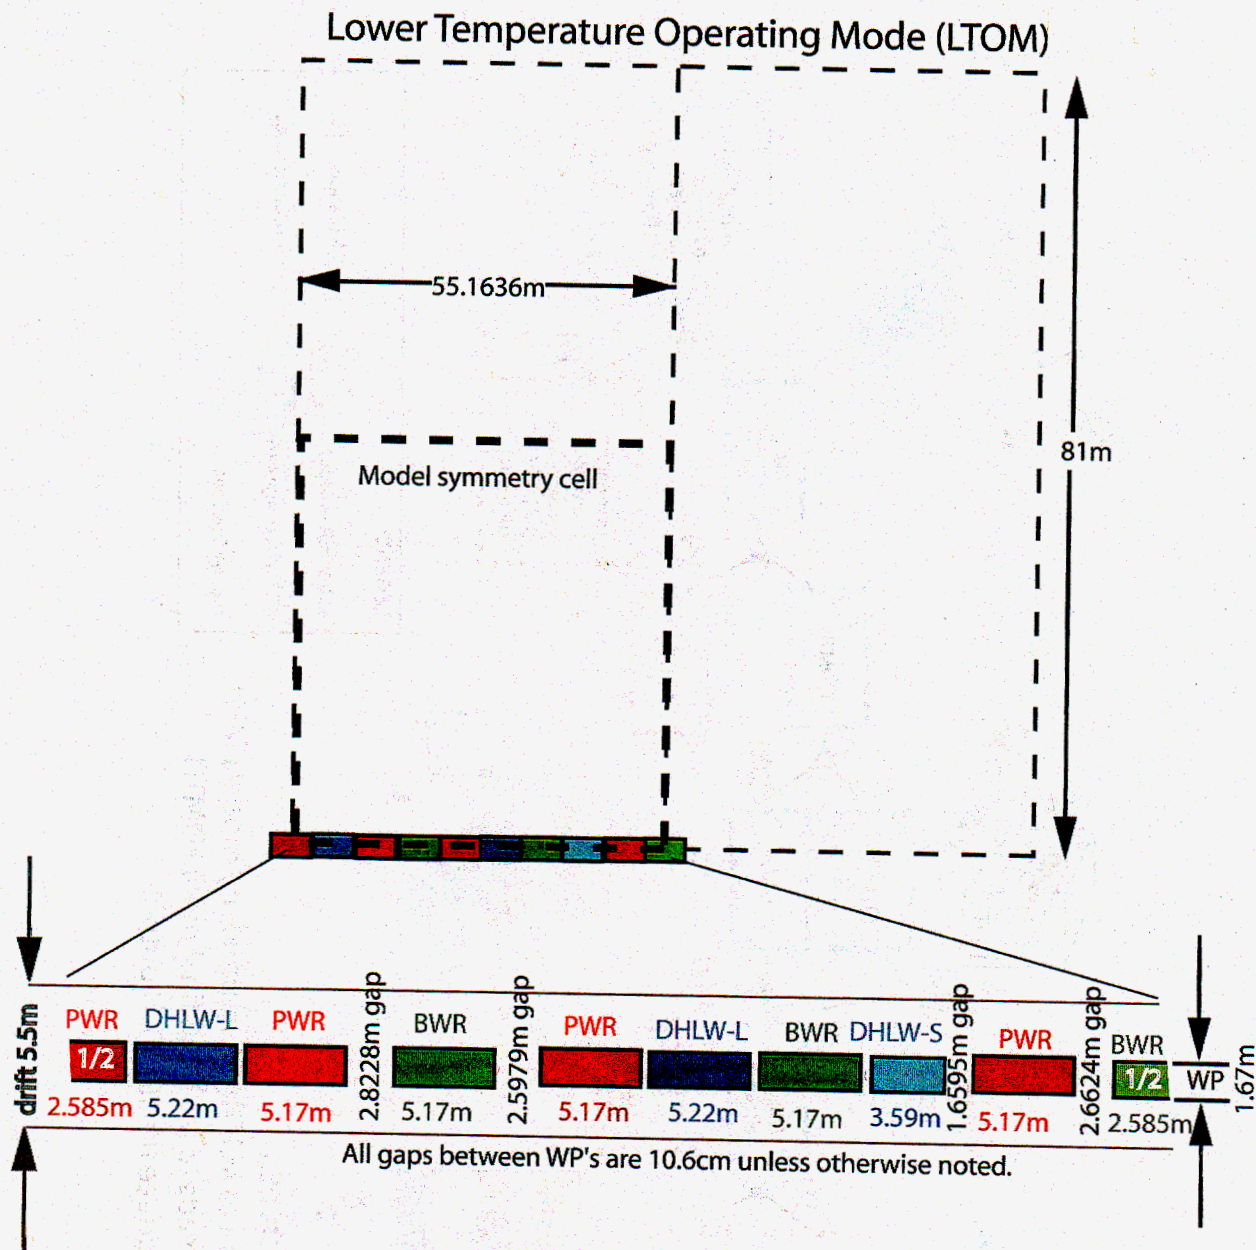 Lower Temperature Operating Mode (LTOM)
55.1636m
81m
Model symmetry cell
drift 5.5m
PWR
DHLW-L
PWR
2.8228m gap
BWR
2.5979m gap
PWR
DHLW-L
BWR
DHLW-S
1.6595m gap
PWR
2.6624m gap
BWR
1/2
1/2
WP
1.67m
2.585m
5.22m
5.17m
5.17m
5.17m
5.22m
5.17m
3.59m
5.17m
2.585m
All gaps between WP's are 10.6cm unless otherwise noted.